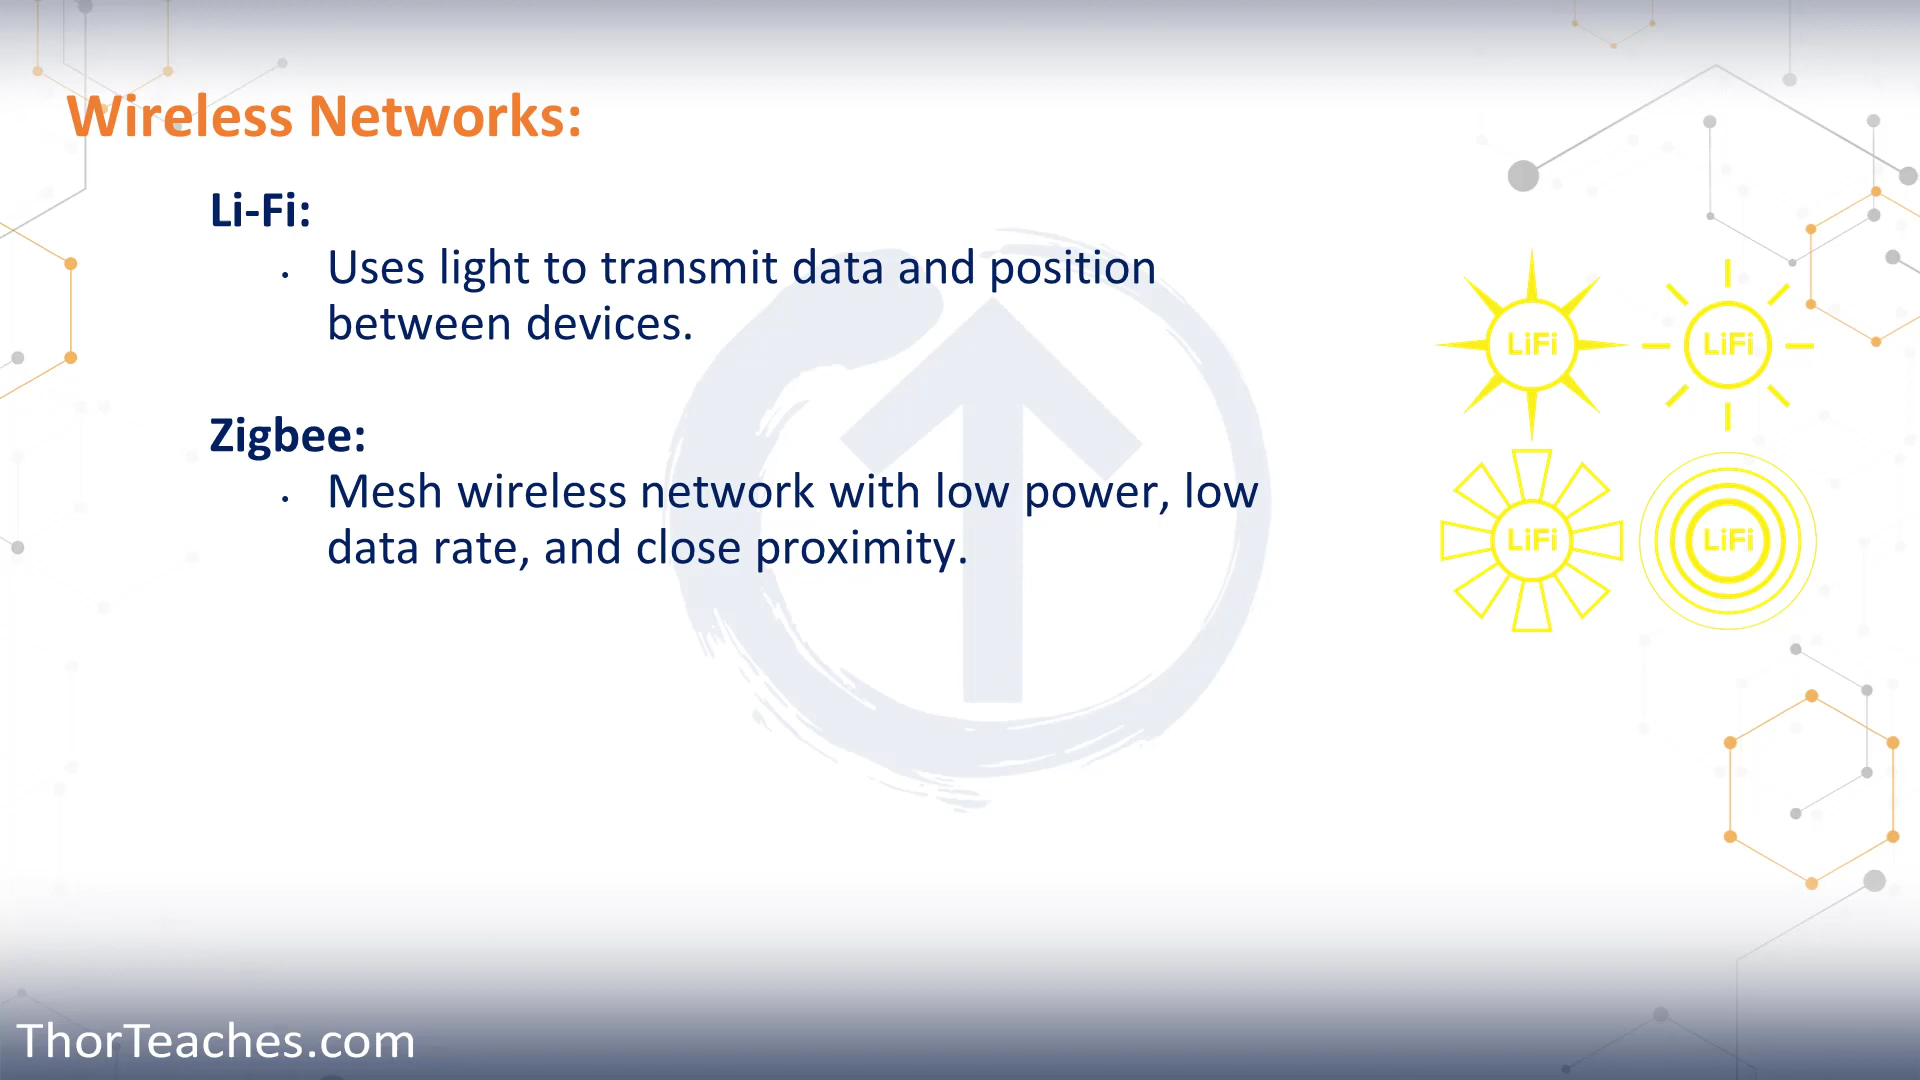 Wireless Networks:
Li-Fi:
· Uses light to transmit data and position
between devices.
Zigbee:
· Mesh wireless network with low power, low
data rate, and close proximity.
LiFi LiFi
LiFi LiFi
ThorTeaches.com